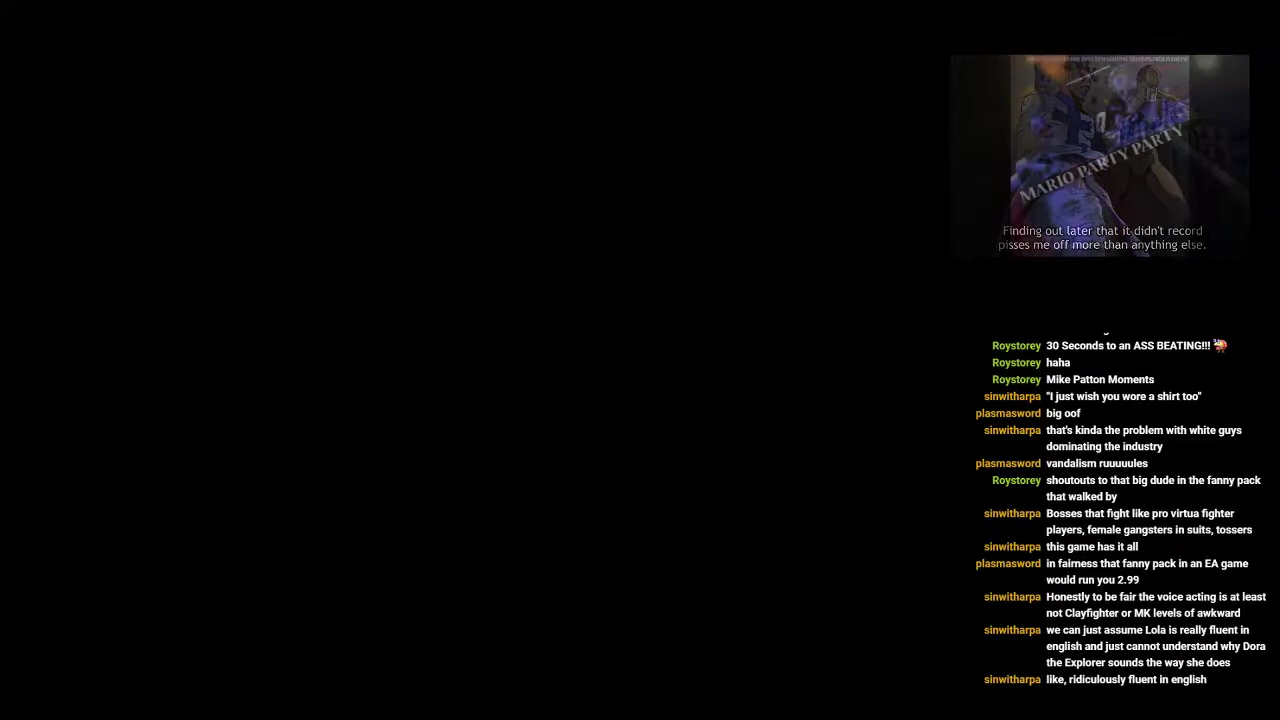 MARIO PARTY PARTY
Finding out later that it didn't record
pisses me off more than anything else.
Roystorey 30 Seconds to an ASS BEATING!!!
Roystorey haha
Roystorey Mike Patton Moments
sinwitharpa "I just wish you wore a shirt too"
plasmasword big oof
sinwitharpa that's kinda the problem with white guys
dominating the industry
plasmasword vandalism ruuuuules
Roystorey shoutouts to that big dude in the fanny pack
that walked by
sinwitharpa Bosses that fight like pro virtua fighter
players, female gangsters in suits, tossers
sinwitharpa this game has it all
plasmasword in fairness that fanny pack in an EA game
would run you 2.99
sinwitharpa Honestly to be fair the voice acting is at least
not Clayfighter or MK levels of awkward
sinwitharpa we can just assume Lola is really fluent in
english and just cannot understand why Dora
the Explorer sounds the way she does
sinwitharpa like, ridiculously fluent in english